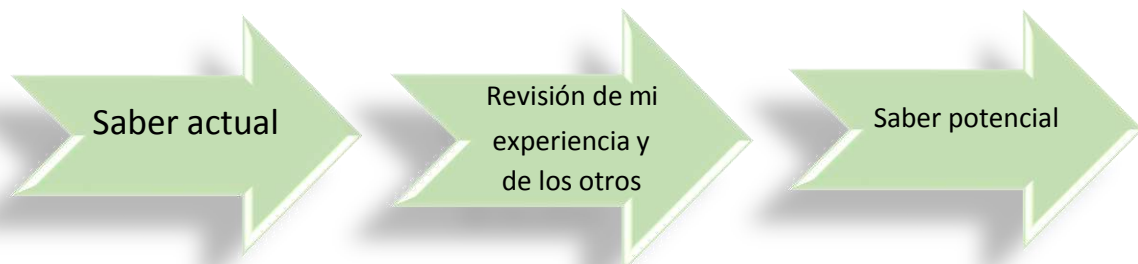 Saber actual
Revisión de mi
experiencia y
de los otros
Saber potencial